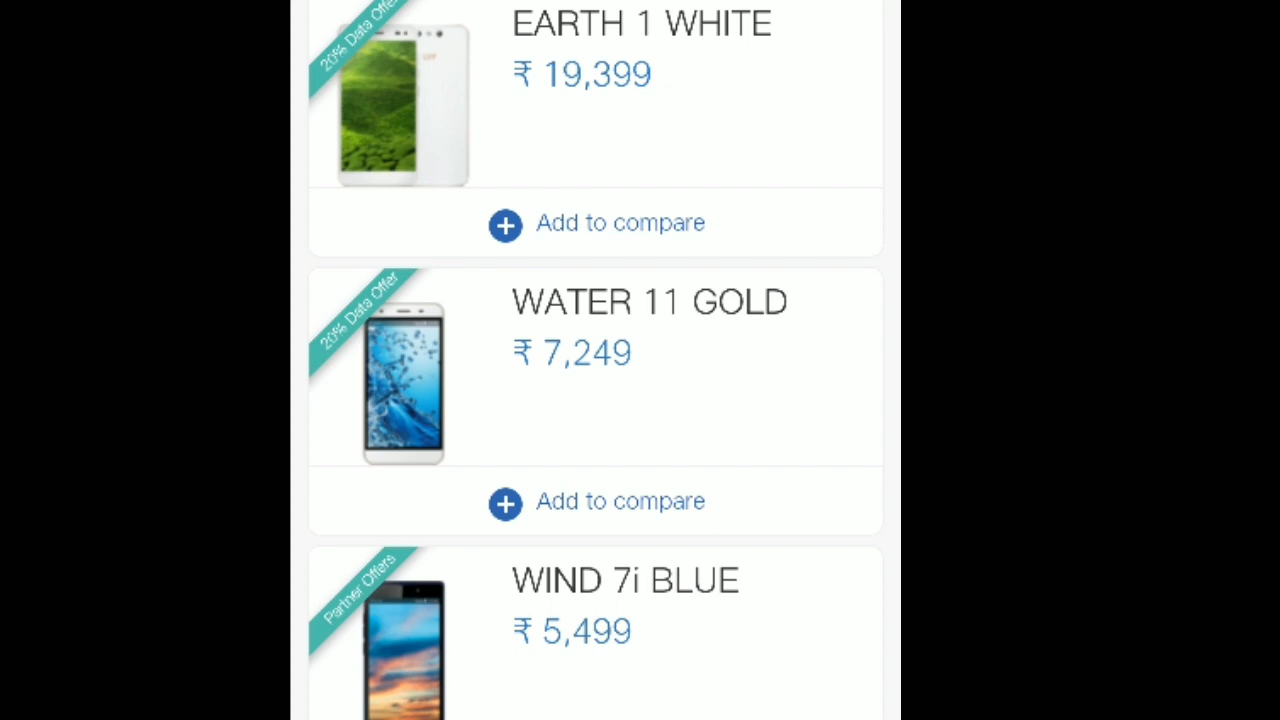 20% Data Offer
EARTH 1 WHITE
₹ 19,399
Add to compare
20% Data Offer
WATER 11 GOLD
₹ 7,249
Add to compare
Partner Offers
WIND 7i BLUE
₹ 5,499